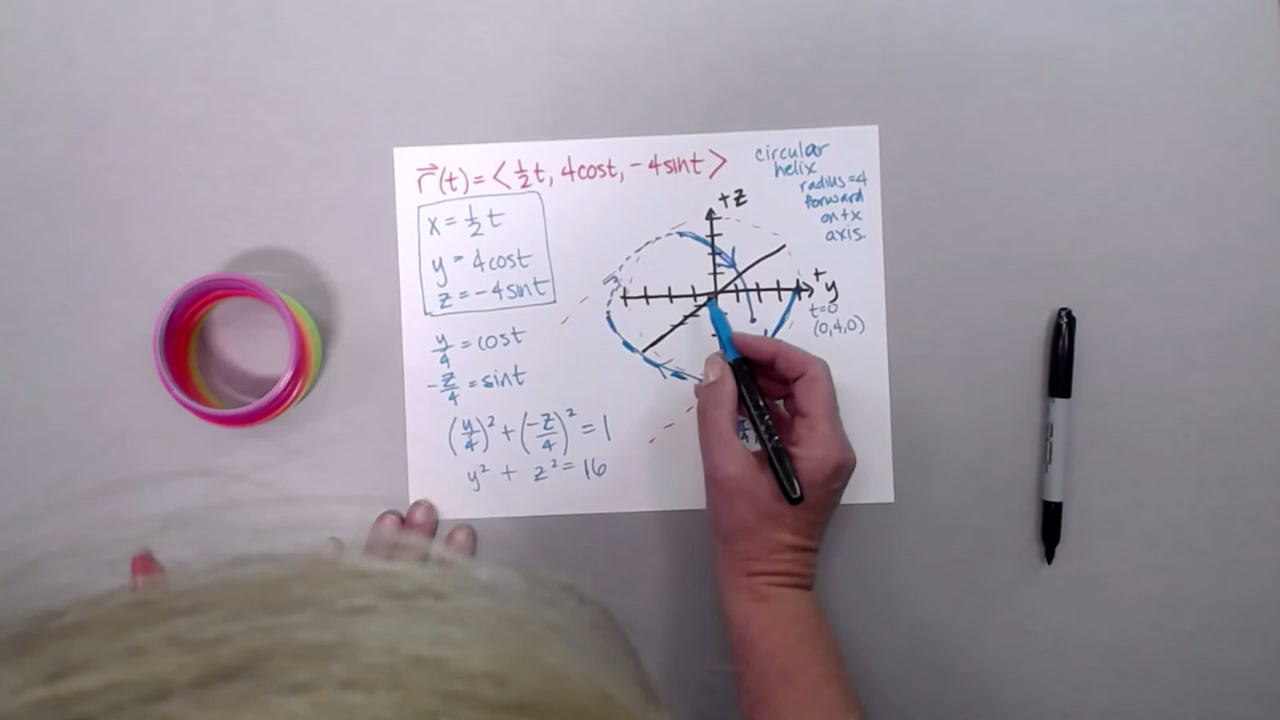 r⃗(t) = ⟨½t, 4cost, -4sint⟩
x = ½t
y = 4cost
z = -4sint
y/4 = cost
-z/4 = sint
(y/4)² + (-z/4)² = 1
y² + z² = 16
circular
helix
radius=4
forward
on +x
axis.
+z
+y
t=0
(0,4,0)